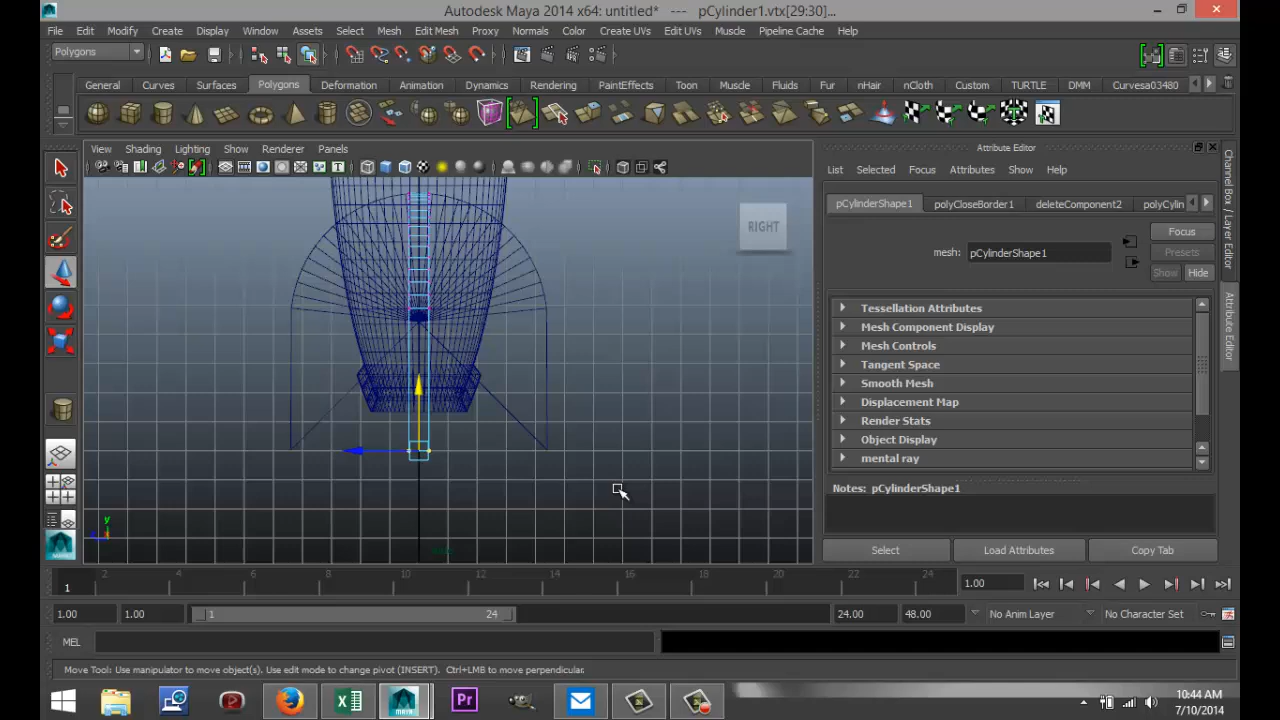 Autodesk Maya 2014 x64: untitled* --- pCylinder1.vtx[29:30]...
File Edit Modify Create Display Window Assets Select Mesh Edit Mesh Proxy Normals Color Create UVs Edit UVs Muscle Pipeline Cache Help
Polygons
General Curves Surfaces Polygons Deformation Animation Dynamics Rendering PaintEffects Toon Muscle Fluids Fur nHair nCloth Custom TURTLE DMM Curvesa03480
View Shading Lighting Show Renderer Panels
RIGHT
y
Attribute Editor
List Selected Focus Attributes Show Help
pCylinderShape1 polyCloseBorder1 deleteComponent2 polyCylin
Focus
mesh: pCylinderShape1
Presets
Show Hide
Tessellation Attributes
Mesh Component Display
Mesh Controls
Tangent Space
Smooth Mesh
Displacement Map
Render Stats
Object Display
mental ray
Notes: pCylinderShape1
Select Load Attributes Copy Tab
Channel Box / Layer Editor
Attribute Editor
1 2 4 6 8 10 12 14 16 18 20 22 24 1.00
1.00 1.00 1 24 24.00 48.00 No Anim Layer No Character Set
MEL
Move Tool: Use manipulator to move object(s). Use edit mode to change pivot (INSERT). Ctrl+LMB to move perpendicular.
Pr
10:44 AM
7/10/2014